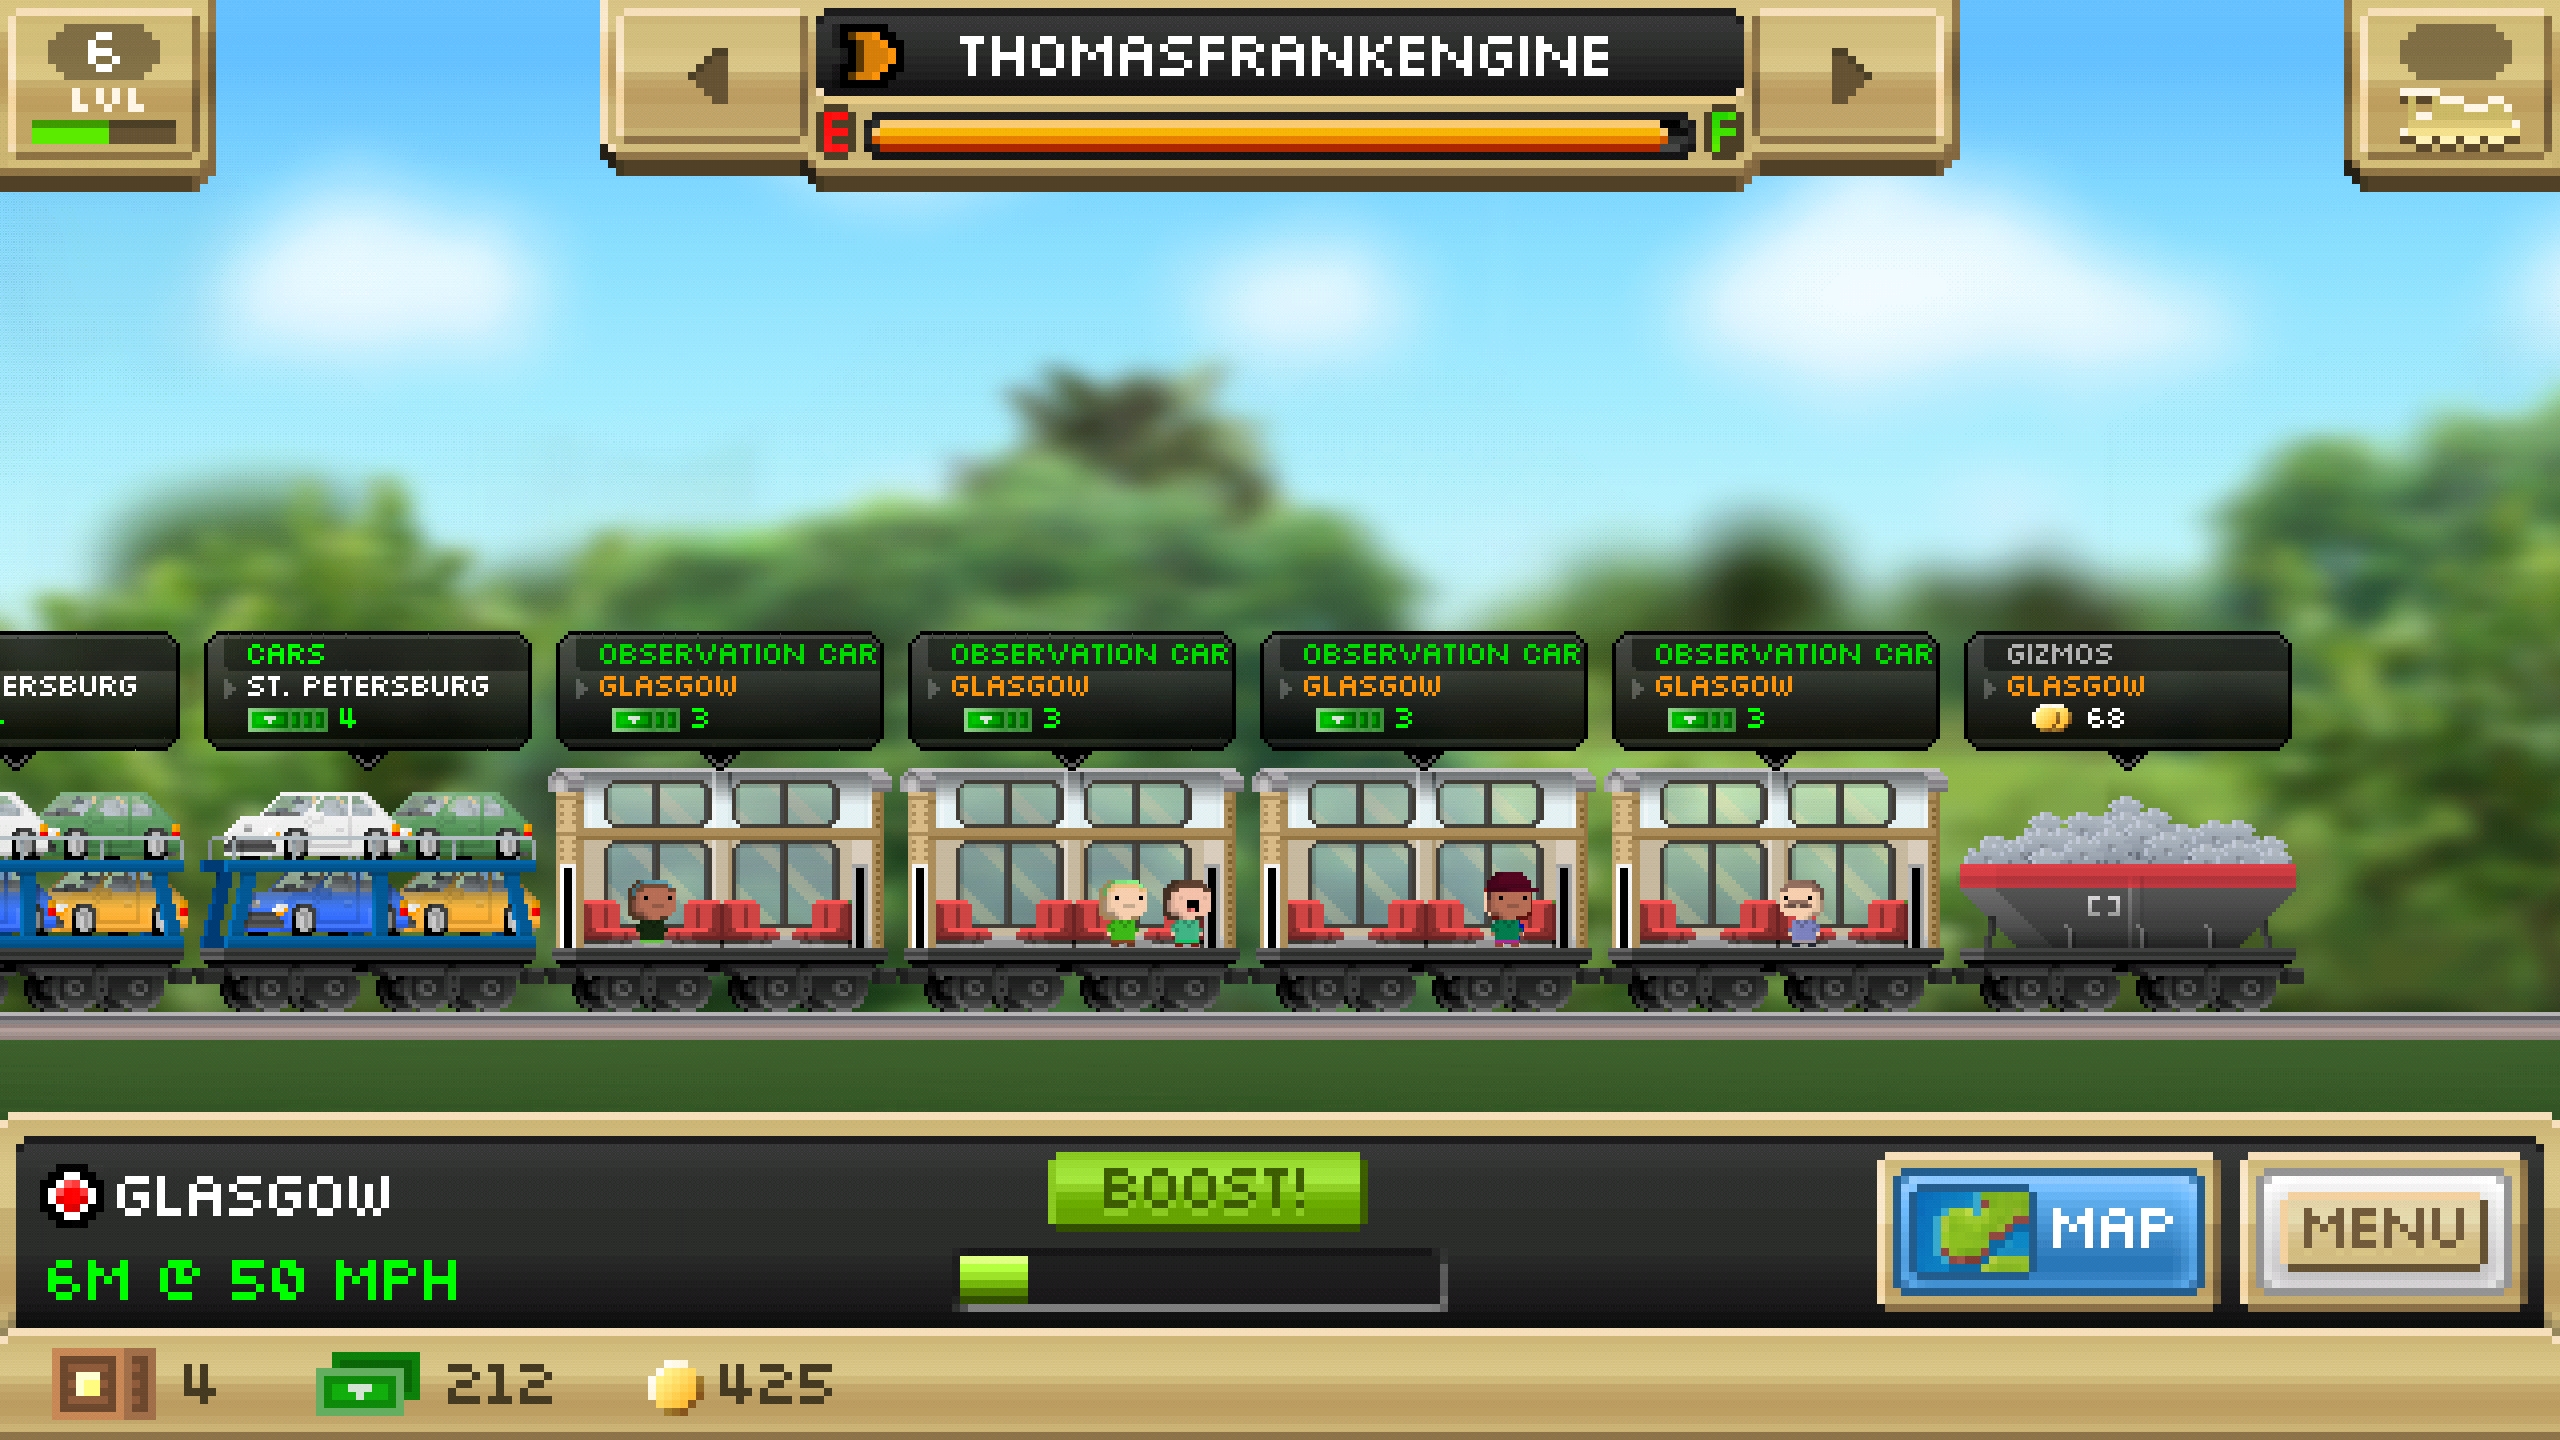 6
LVL
THOMASFRANKENGINE
E F
ERSBURG
CARS
ST. PETERSBURG
4
OBSERVATION CAR
GLASGOW
3
OBSERVATION CAR
GLASGOW
3
OBSERVATION CAR
GLASGOW
3
OBSERVATION CAR
GLASGOW
3
GIZMOS
GLASGOW
68
GLASGOW
6M @ 50 MPH
BOOST!
MAP
MENU
4 212 425